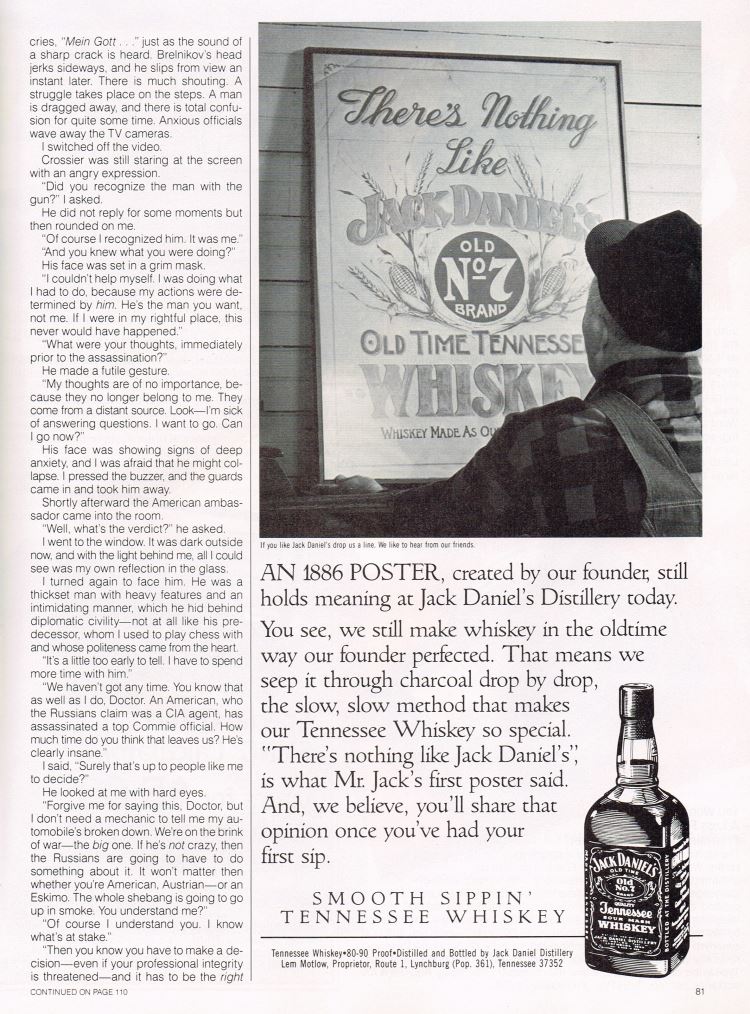 cries, “Mein Gott . . .” just as the sound of
a sharp crack is heard. Brelnikov's head
jerks sideways, and he slips from view an
instant later. There is much shouting. A
struggle takes place on the steps. A man
is dragged away, and there is total confu-
sion for quite some time. Anxious officials
wave away the TV cameras.
I switched off the video.
Crossier was still staring at the screen
with an angry expression.
“Did you recognize the man with the
gun?” I asked.
He did not reply for some moments but
then rounded on me.
“Of course I recognized him. It was me.”
“And you knew what you were doing?”
His face was set in a grim mask.
“I couldn't help myself. I was doing what
I had to do, because my actions were de-
termined by him. He's the man you want,
not me. If I were in my rightful place, this
never would have happened.”
“What were your thoughts, immediately
prior to the assassination?”
He made a futile gesture.
“My thoughts are of no importance, be-
cause they no longer belong to me. They
come from a distant source. Look—I'm sick
of answering questions. I want to go. Can
I go now?”
His face was showing signs of deep
anxiety, and I was afraid that he might col-
lapse. I pressed the buzzer, and the guards
came in and took him away.
Shortly afterward the American ambas-
sador came into the room.
“Well, what's the verdict?” he asked.
I went to the window. It was dark outside
now, and with the light behind me, all I could
see was my own reflection in the glass.
I turned again to face him. He was a
thickset man with heavy features and an
intimidating manner, which he hid behind
diplomatic civility—not at all like his pre-
decessor, whom I used to play chess with
and whose politeness came from the heart.
“It's a little too early to tell. I have to spend
more time with him.”
“We haven't got any time. You know that
as well as I do, Doctor. An American, who
the Russians claim was a CIA agent, has
assassinated a top Commie official. How
much time do you think that leaves us? He's
clearly insane.”
I said, “Surely that's up to people like me
to decide?”
He looked at me with hard eyes.
“Forgive me for saying this, Doctor, but
I don't need a mechanic to tell me my au-
tomobile's broken down. We're on the brink
of war—the big one. If he's not crazy, then
the Russians are going to have to do
something about it. It won't matter then
whether you're American, Austrian—or an
Eskimo. The whole shebang is going to go
up in smoke. You understand me?”
“Of course I understand you. I know
what's at stake.”
“Then you know you have to make a de-
cision—even if your professional integrity
is threatened—and it has to be the right
CONTINUED ON PAGE 110
There's Nothing
Like
JACK DANIEL'S
OLD
No7
BRAND
OLD TIME TENNESSEE
WHISKEY
WHISKEY MADE AS OU
If you like Jack Daniel's drop us a line. We like to hear from our friends.
AN 1886 POSTER, created by our founder, still
holds meaning at Jack Daniel's Distillery today.
You see, we still make whiskey in the oldtime
way our founder perfected. That means we
seep it through charcoal drop by drop,
the slow, slow method that makes
our Tennessee Whiskey so special.
“There's nothing like Jack Daniel's”,
is what Mr. Jack's first poster said.
And, we believe, you'll share that
opinion once you've had your
first sip.
SMOOTH SIPPIN'
TENNESSEE WHISKEY
JACK DANIEL'S
OLD TIME
Old
No.7
BRAND
QUALITY
Tennessee
SOUR MASH
WHISKEY
BOTTLED AT THE DISTILLERY
Tennessee Whiskey•80-90 Proof•Distilled and Bottled by Jack Daniel Distillery
Lem Motlow, Proprietor, Route 1, Lynchburg (Pop. 361), Tennessee 37352
81